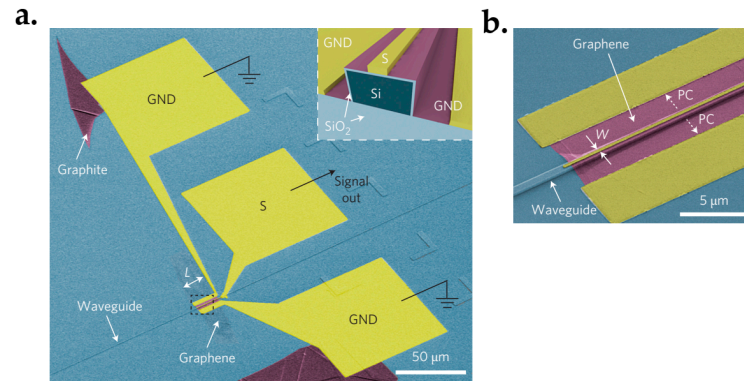 a.
GND
S
GND
Si
GND
SiO2
Graphite
S
Signal
out
L
Waveguide
Graphene
GND
50 μm
b.
Graphene
PC
PC
W
Waveguide
5 μm